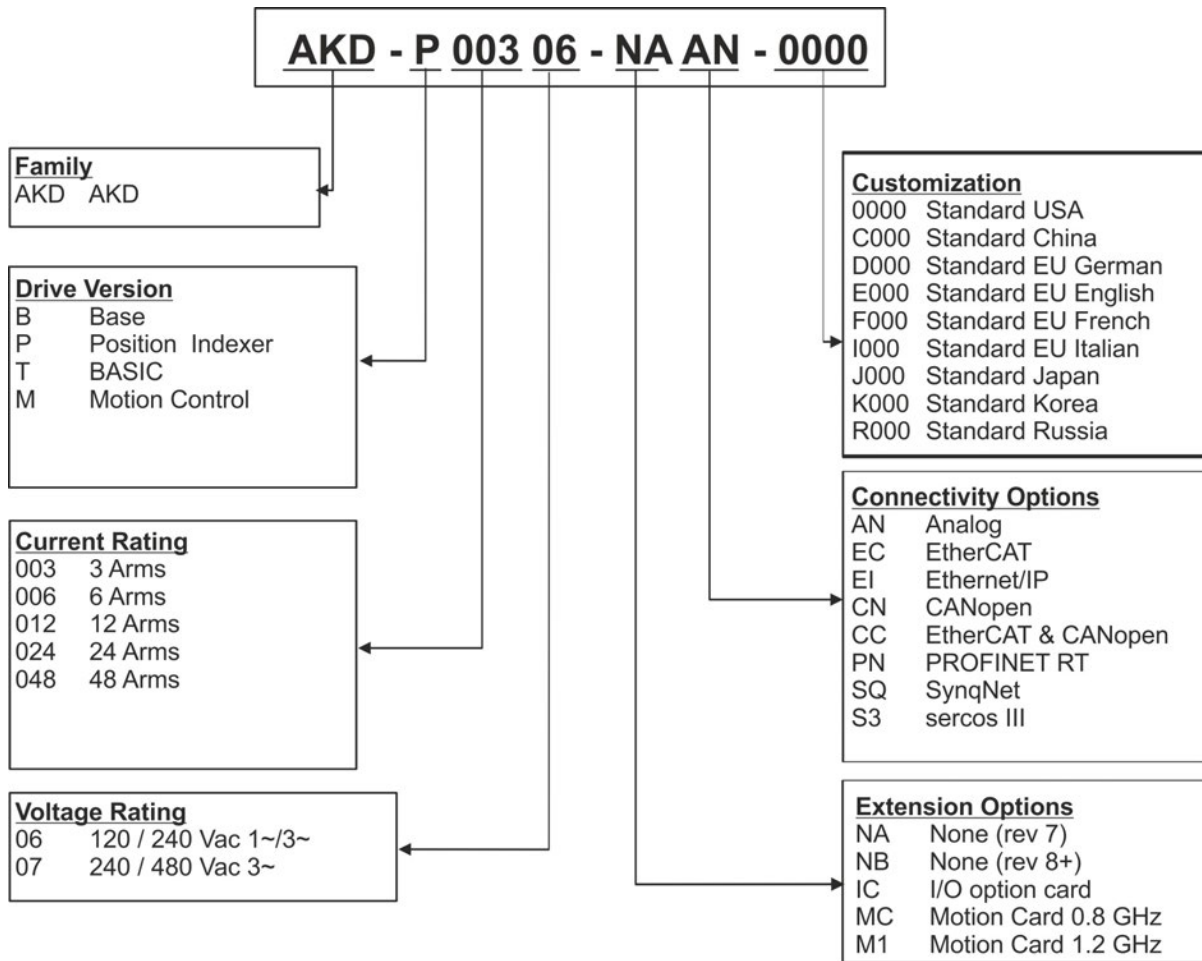 AKD - P 003 06 - NA AN - 0000
Family
AKD AKD
Drive Version
B Base
P Position Indexer
T BASIC
M Motion Control
Current Rating
003 3 Arms
006 6 Arms
012 12 Arms
024 24 Arms
048 48 Arms
Voltage Rating
06 120 / 240 Vac 1~/3~
07 240 / 480 Vac 3~
Customization
0000 Standard USA
C000 Standard China
D000 Standard EU German
E000 Standard EU English
F000 Standard EU French
I000 Standard EU Italian
J000 Standard Japan
K000 Standard Korea
R000 Standard Russia
Connectivity Options
AN Analog
EC EtherCAT
EI Ethernet/IP
CN CANopen
CC EtherCAT & CANopen
PN PROFINET RT
SQ SynqNet
S3 sercos III
Extension Options
NA None (rev 7)
NB None (rev 8+)
IC I/O option card
MC Motion Card 0.8 GHz
M1 Motion Card 1.2 GHz